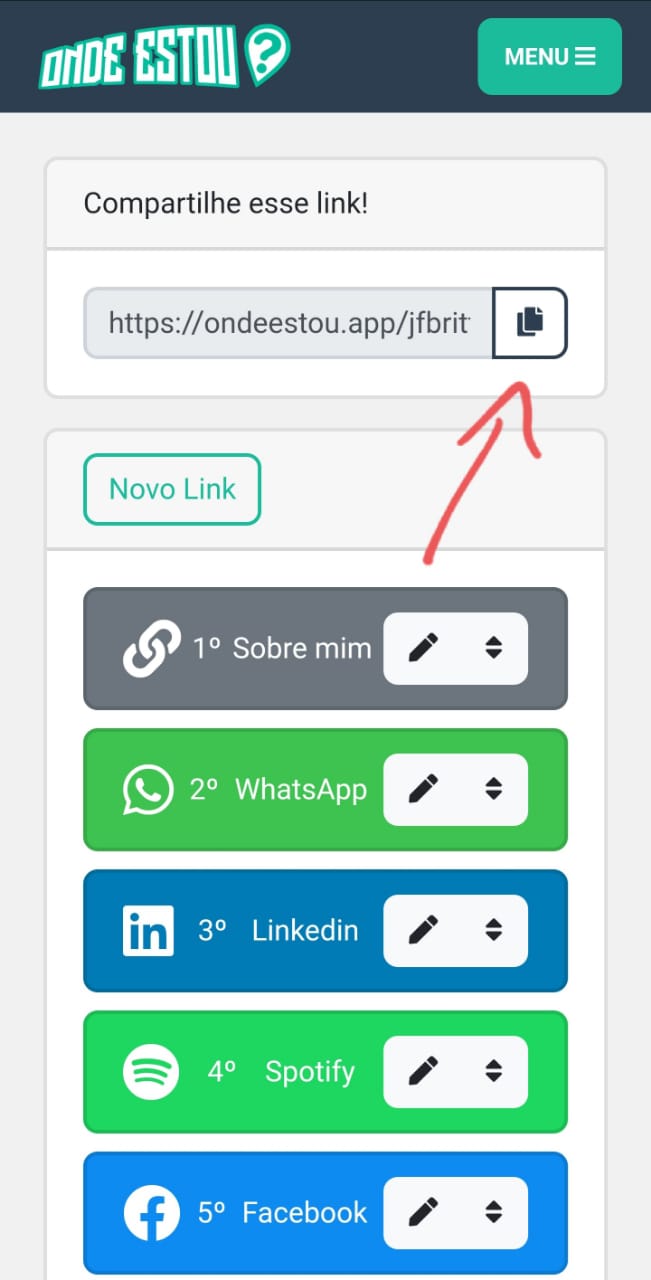 ONDE ESTOU?
MENU
Compartilhe esse link!
https://ondeestou.app/jfbrit
Novo Link
1º Sobre mim
2º WhatsApp
in 3º Linkedin
4º Spotify
5º Facebook